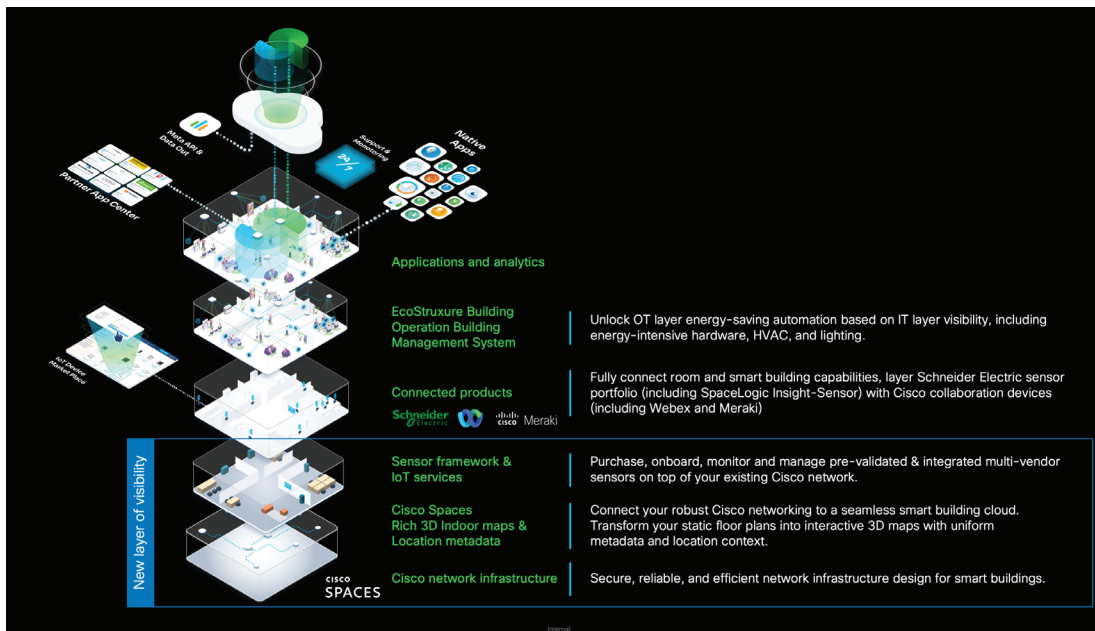 Meta API &
Data Out
Support &
Monitoring
24/7
Native
Apps
Partner App Center
Applications and analytics
EcoStruxure Building
Operation Building
Management System
Unlock OT layer energy-saving automation based on IT layer visibility, including
energy-intensive hardware, HVAC, and lighting.
IoT Device
Market Place
Connected products
Fully connect room and smart building capabilities, layer Schneider Electric sensor
portfolio (including SpaceLogic Insight-Sensor) with Cisco collaboration devices
(including Webex and Meraki)
Schneider
Electric
CISCO Meraki
New layer of visibility
Sensor framework &
IoT services
Purchase, onboard, monitor and manage pre-validated & integrated multi-vendor
sensors on top of your existing Cisco network.
Cisco Spaces
Rich 3D Indoor maps &
Location metadata
Connect your robust Cisco networking to a seamless smart building cloud.
Transform your static floor plans into interactive 3D maps with uniform
metadata and location context.
Cisco network infrastructure
Secure, reliable, and efficient network infrastructure design for smart buildings.
CISCO
SPACES
Internal